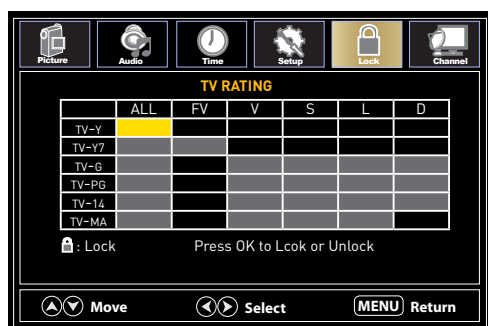 Picture Audio Time Setup Lock Channel
TV RATING
ALL FV V S L D
TV-Y
TV-Y7
TV-G
TV-PG
TV-14
TV-MA
: Lock Press OK to Lcok or Unlock
Move Select MENU Return